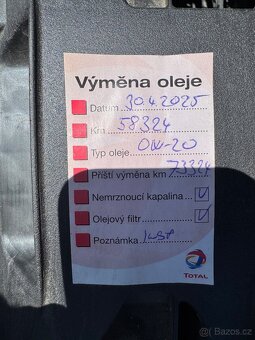 Výměna oleje
Datum 30.4.2025
Km 58324
Typ oleje 0W-20
Příští výměna km 73324
Nemrznoucí kapalina
Olejový filtr
Poznámka
TOTAL
Bazos.cz